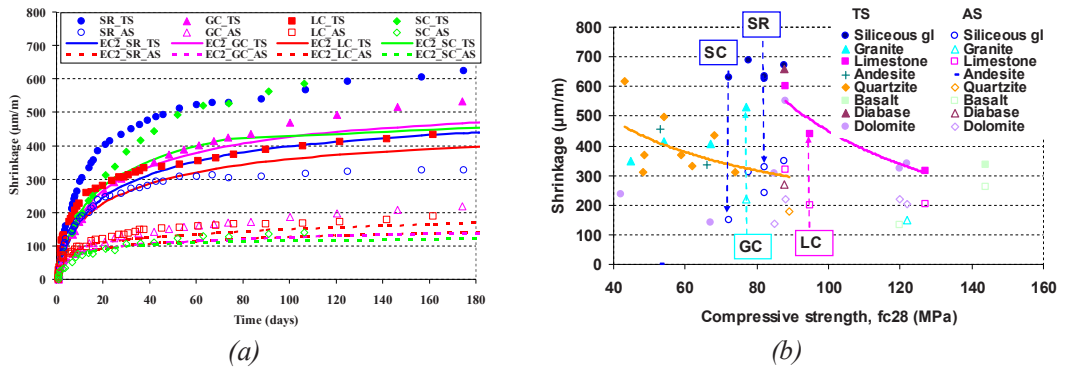 (a)
SR_TS GC_TS LC_TS SC_TS
SR_AS GC_AS LC_AS SC_AS
EC2_SR_TS EC2_GC_TS EC2_LC_TS EC2_SC_TS
EC2_SR_AS EC2_GC_AS EC2_LC_AS EC2_SC_AS
800
700
600
500
400
300
200
100
0
Shrinkage (µm/m)
0 20 40 60 80 100 120 140 160 180
Time (days)
(a)
(b)
TS AS
Siliceous gl Siliceous gl
Granite Granite
Limestone Limestone
Andesite Andesite
Quartzite Quartzite
Basalt Basalt
Diabase Diabase
Dolomite Dolomite
SR
SC
GC
LC
800
700
600
500
400
300
200
100
0
Shrinkage (µm/m)
40 60 80 100 120 140 160
Compressive strength, fc28 (MPa)
(b)